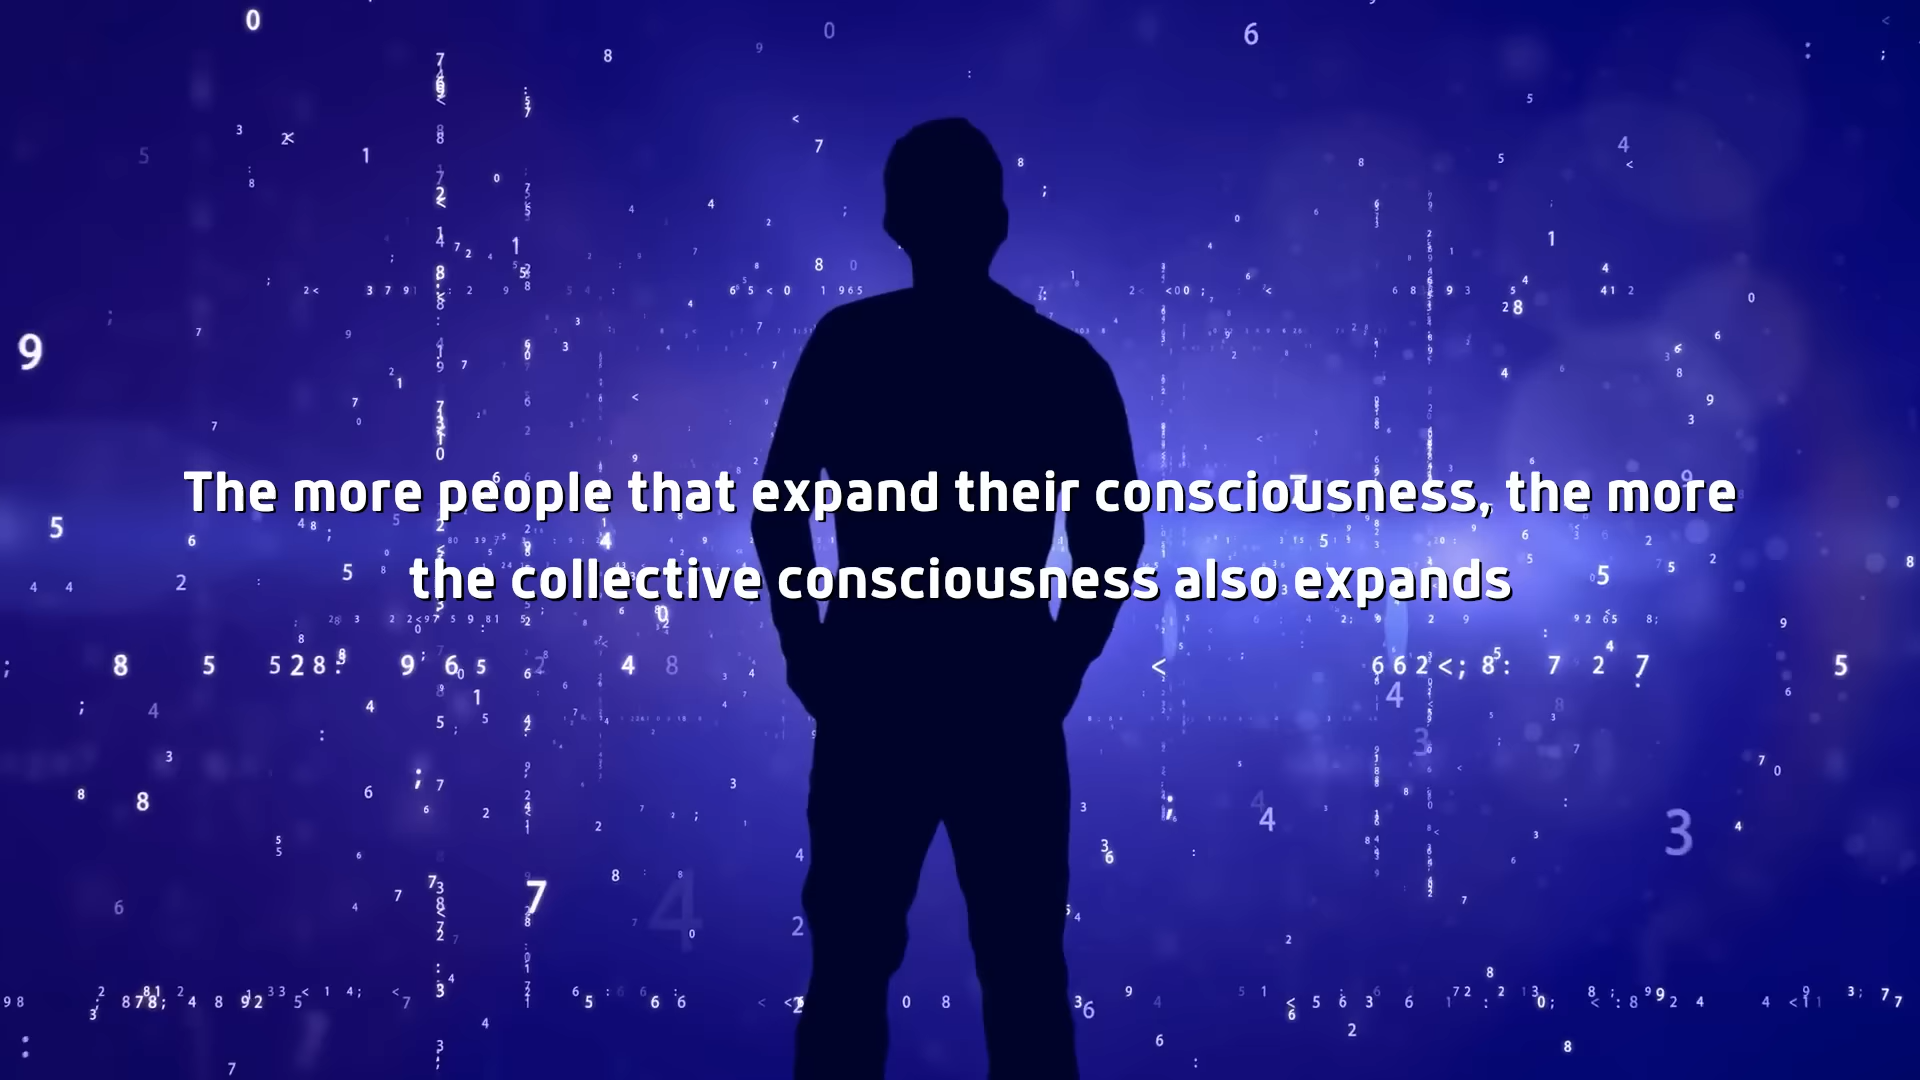 The more people that expand their consciousness, the more
the collective consciousness also expands